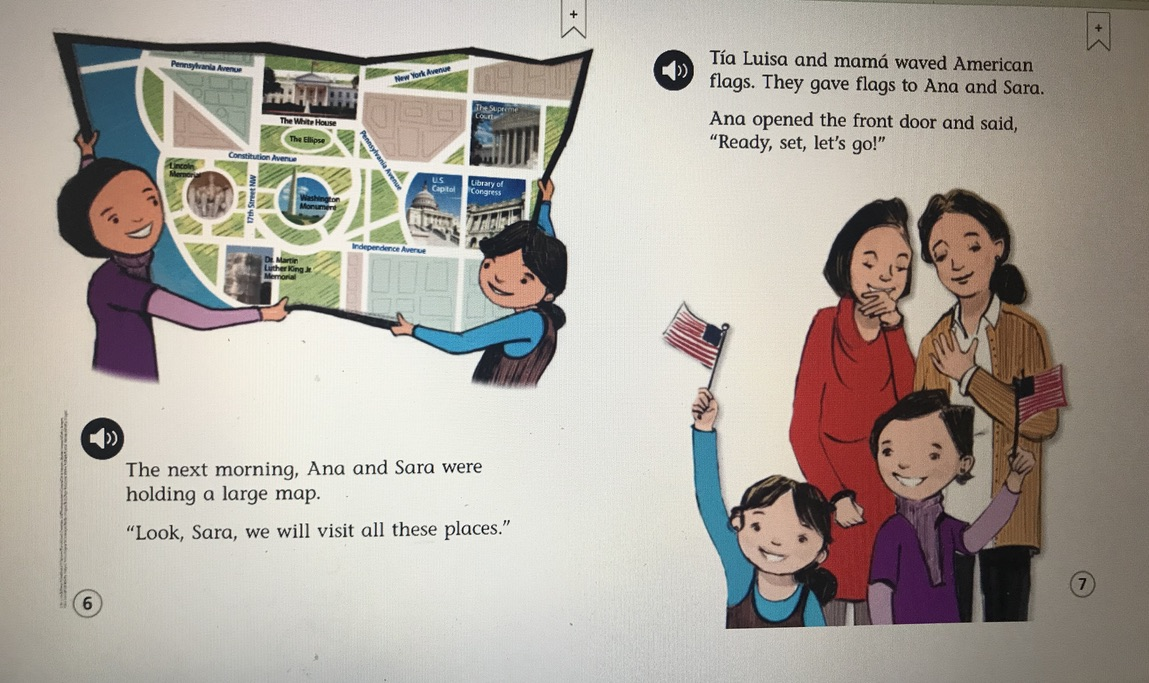 Pennsylvania Avenue
New York Avenue
The White House
The Supreme
Court
The Ellipse
Pennsylvania Avenue
Constitution Avenue
Lincoln
Memorial
17th Street NW
Washington
Monument
U.S.
Capitol
Library of
Congress
Independence Avenue
Dr. Martin
Luther King Jr.
Memorial
The next morning, Ana and Sara were
holding a large map.
“Look, Sara, we will visit all these places.”
6
+
+
Tía Luisa and mamá waved American
flags. They gave flags to Ana and Sara.
Ana opened the front door and said,
“Ready, set, let’s go!”
7